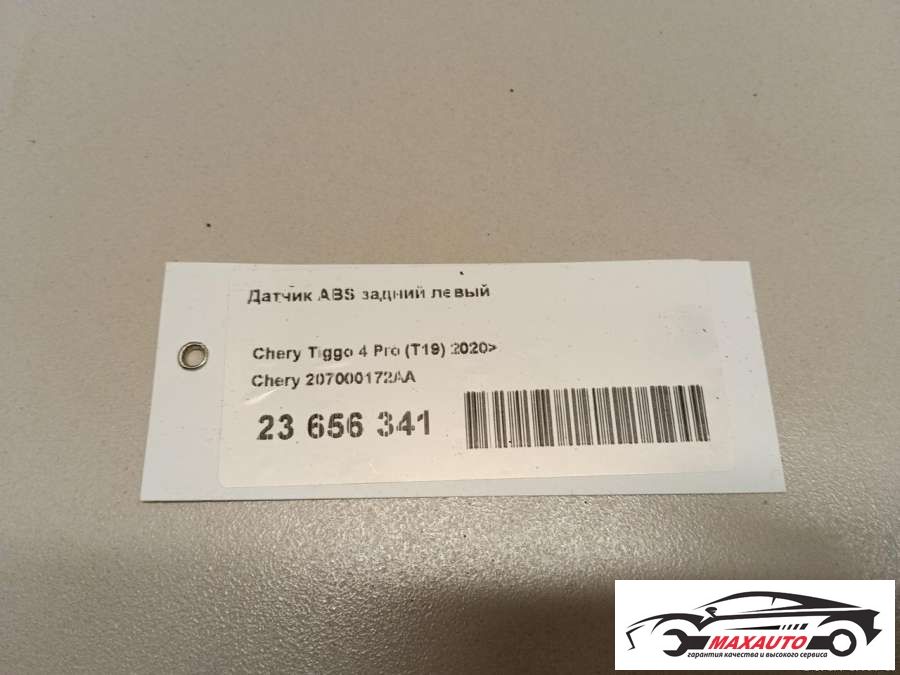 Датчик ABS задний левый
Chery Tiggo 4 Pro (T19) 2020>
Chery 207000172AA
23 656 341
MAXAUTO
гарантия качества и высокого сервиса